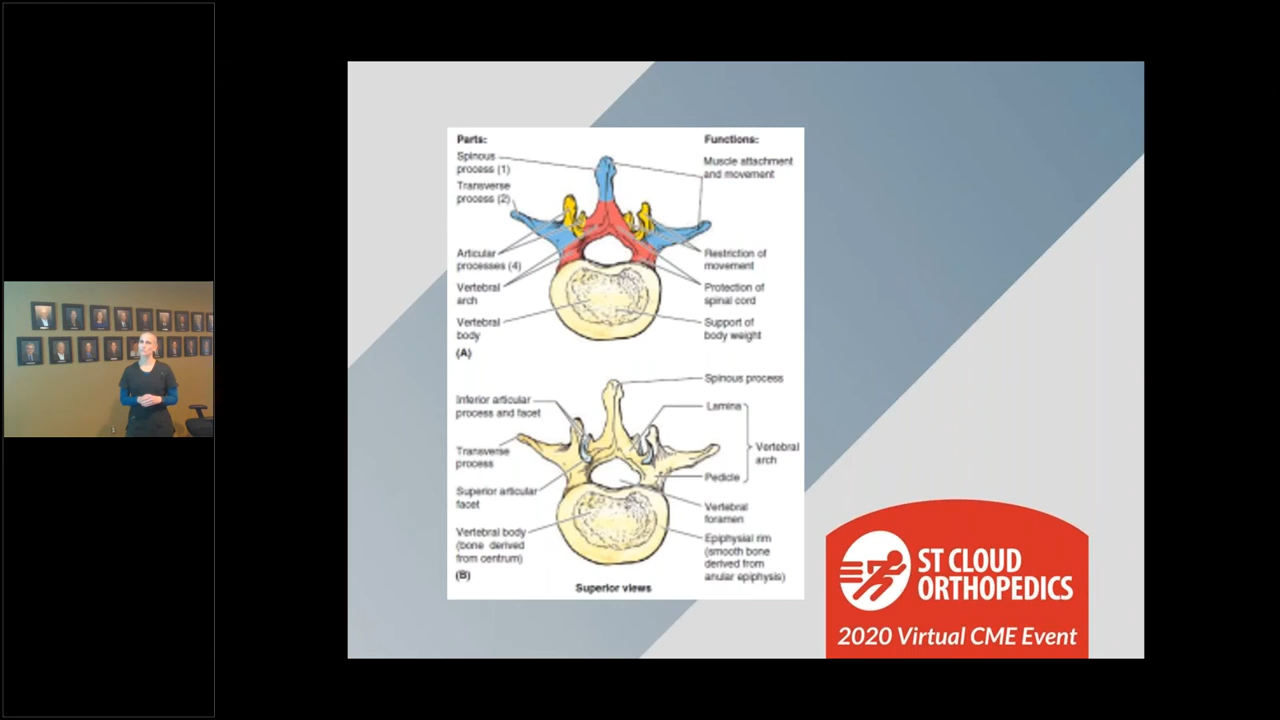 Parts:
Functions:
Spinous
process (1)
Muscle attachment
and movement
Transverse
process (2)
Articular
processes (4)
Restriction of
movement
Vertebral
arch
Protection of
spinal cord
Vertebral
body
Support of
body weight
(A)
Spinous process
Inferior articular
process and facet
Lamina
Transverse
process
Vertebral
arch
Pedicle
Superior articular
facet
Vertebral
foramen
Vertebral body
(bone derived
from centrum)
Epiphysial rim
(smooth bone
derived from
anular epiphysis)
(B)
Superior views
ST CLOUD
ORTHOPEDICS
2020 Virtual CME Event